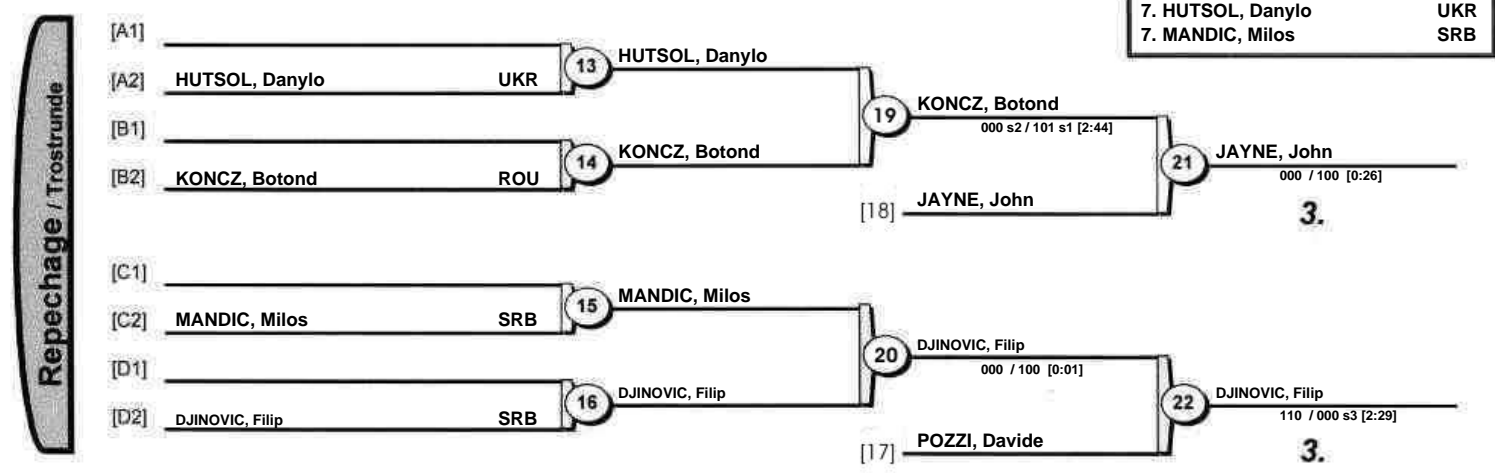 7. HUTSOL, Danylo UKR
7. MANDIC, Milos SRB
Repechage / Trostrunde
[A1]
[A2] HUTSOL, Danylo UKR
13 HUTSOL, Danylo
[B1]
[B2] KONCZ, Botond ROU
14 KONCZ, Botond
19 KONCZ, Botond
000 s2 / 101 s1 [2:44]
[18] JAYNE, John
21 JAYNE, John
000 / 100 [0:26]
3.
[C1]
[C2] MANDIC, Milos SRB
15 MANDIC, Milos
[D1]
[D2] DJINOVIC, Filip SRB
16 DJINOVIC, Filip
20 DJINOVIC, Filip
000 / 100 [0:01]
[17] POZZI, Davide
22 DJINOVIC, Filip
110 / 000 s3 [2:29]
3.